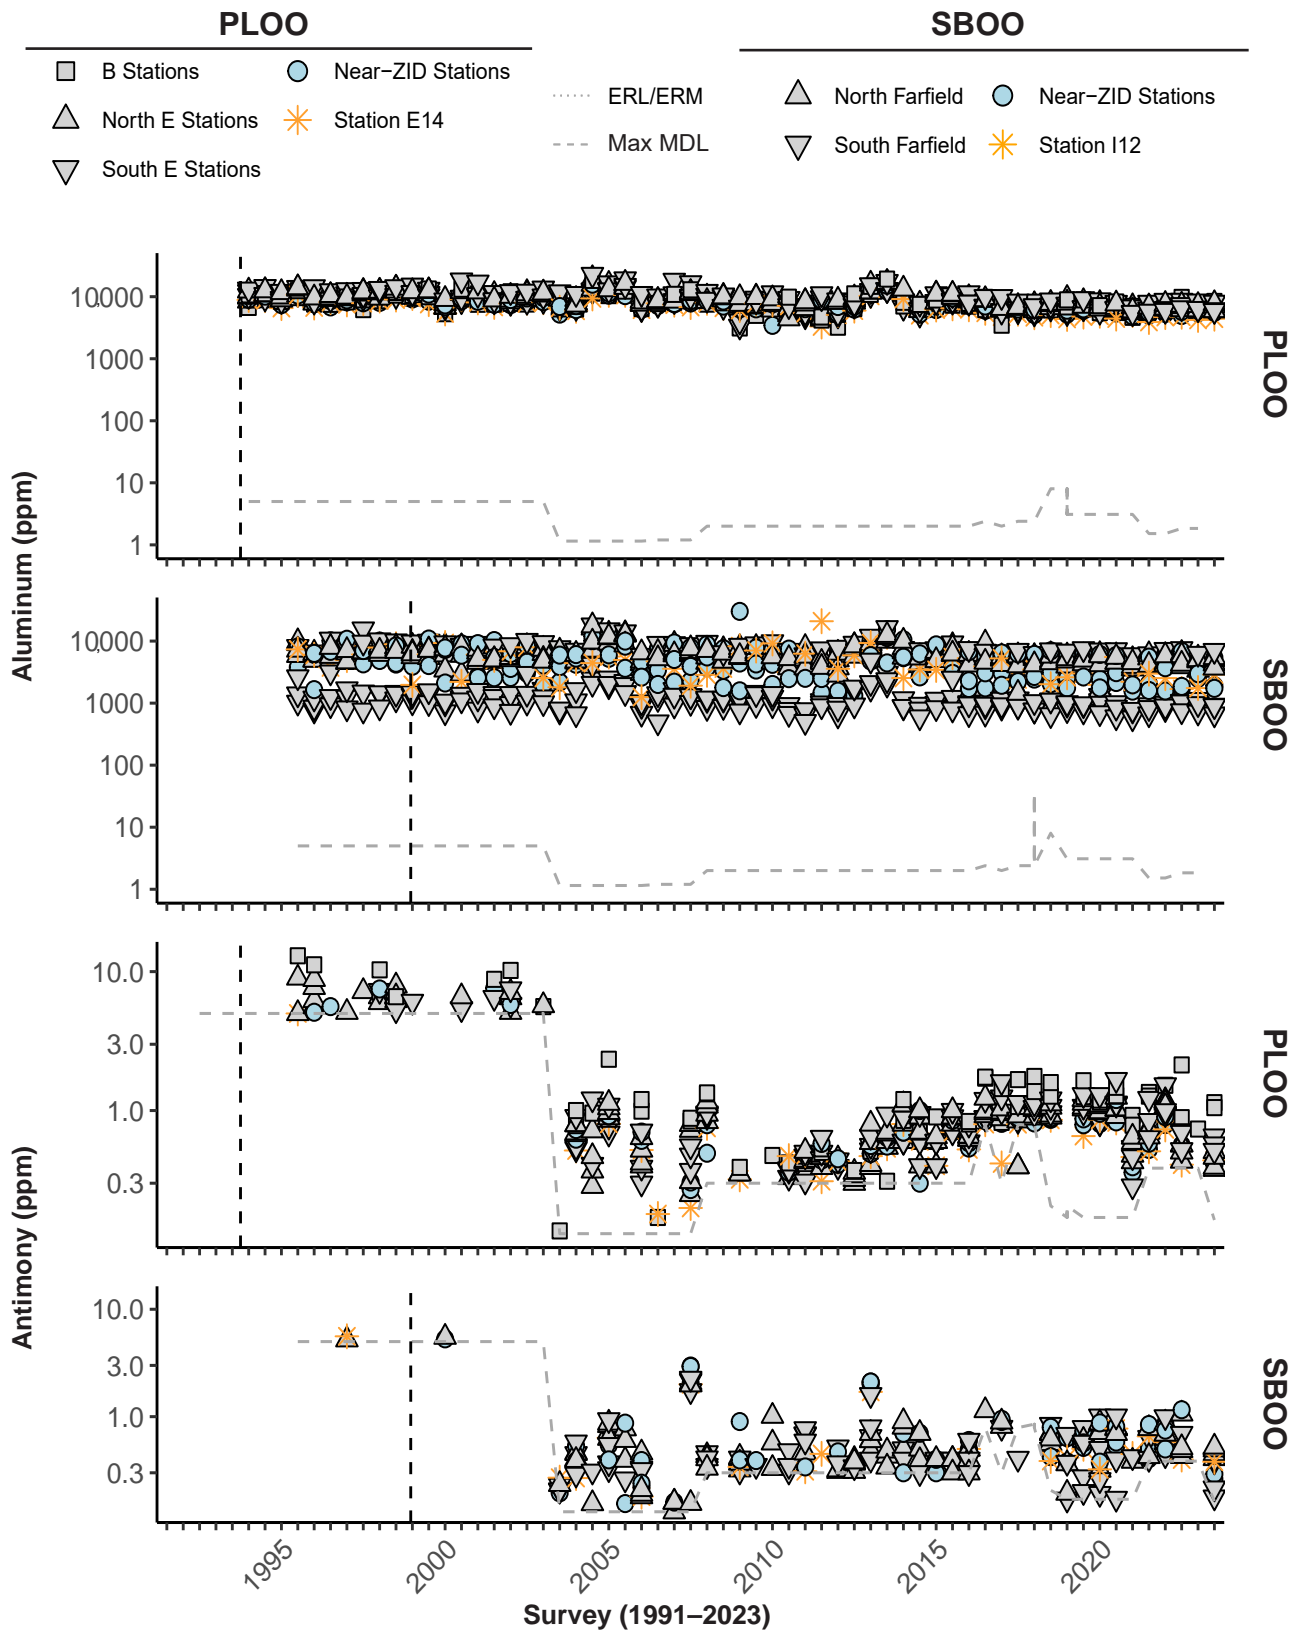 PLOO
SBOO
B Stations
Near−ZID Stations
North E Stations
Station E14
South E Stations
ERL/ERM
Max MDL
North Farfield
Near−ZID Stations
South Farfield
Station I12
Aluminum (ppm)
10000
1000
100
10
1
PLOO
10000
1000
100
10
1
SBOO
Antimony (ppm)
10.0
3.0
1.0
0.3
PLOO
10.0
3.0
1.0
0.3
SBOO
1995
2000
2005
2010
2015
2020
Survey (1991–2023)